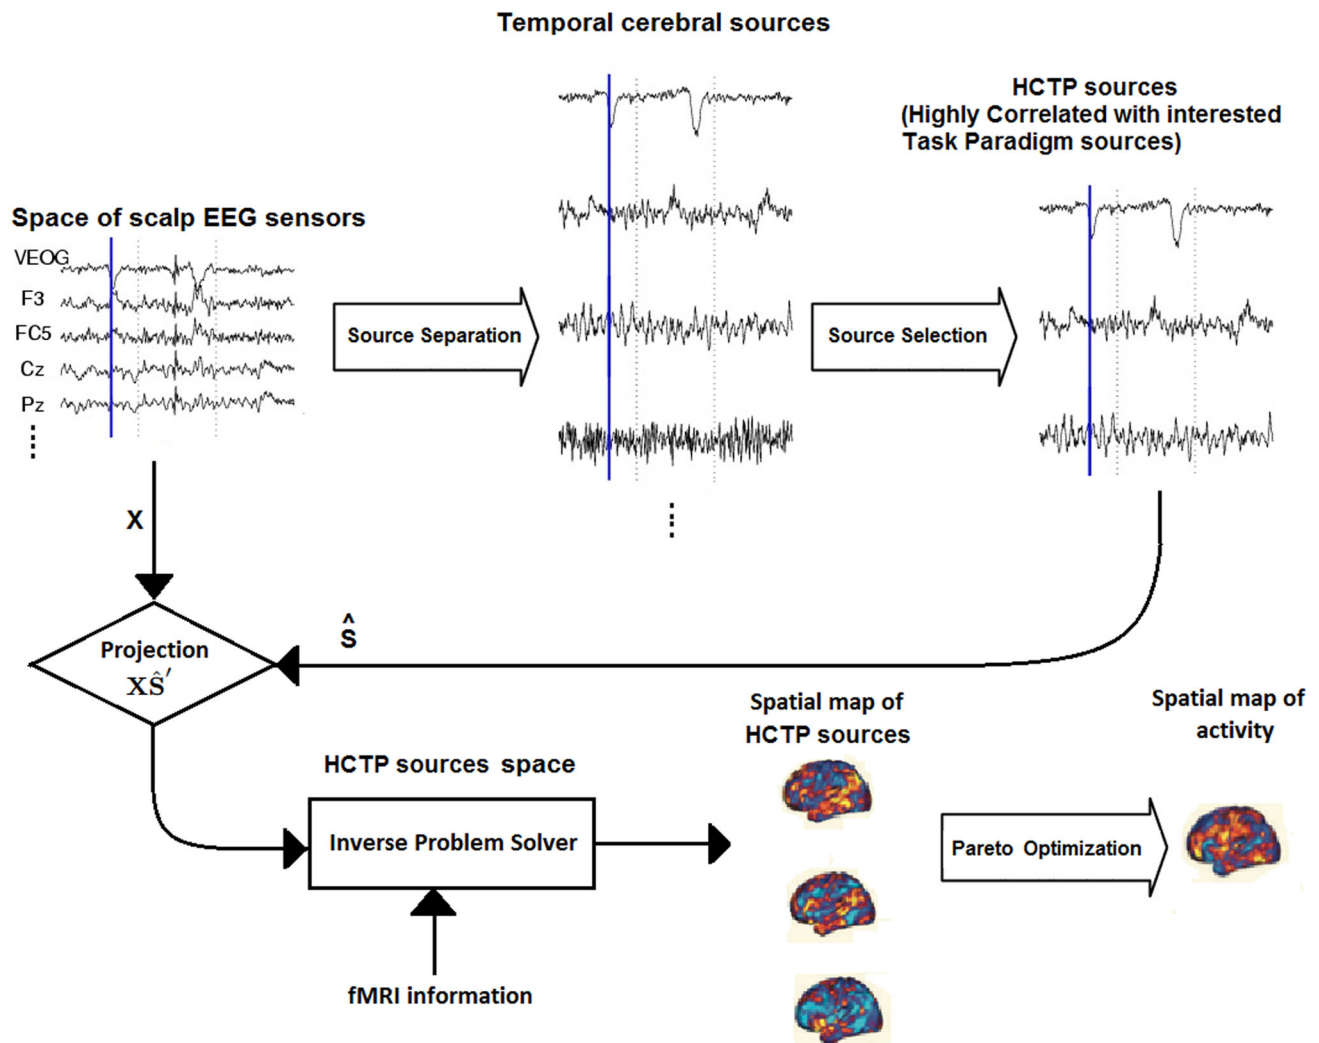 Temporal cerebral sources
HCTP sources
(Highly Correlated with interested
Task Paradigm sources)
Space of scalp EEG sensors
VEOG
F3
FC5
Cz
Pz
Source Separation
Source Selection
X
Ŝ
Projection
XŜ′
Spatial map of
HCTP sources
Spatial map of
activity
HCTP sources space
Inverse Problem Solver
Pareto Optimization
fMRI information